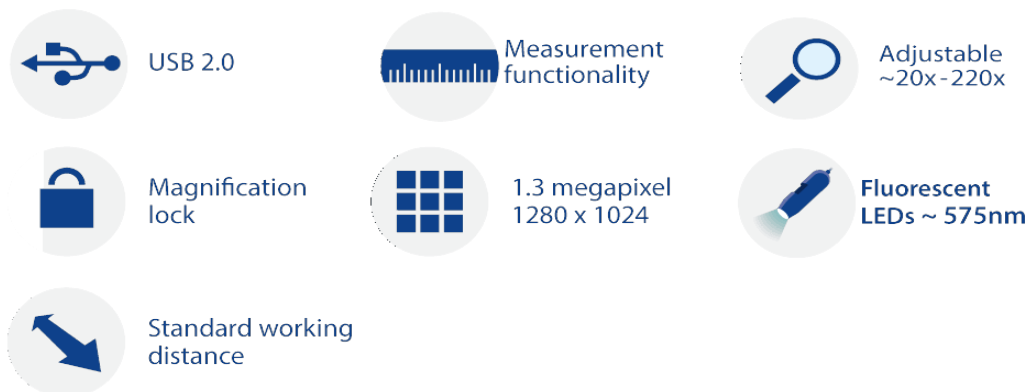 USB 2.0
Measurement
functionality
Adjustable
~20x-220x
Magnification
lock
1.3 megapixel
1280 x 1024
Fluorescent
LEDs ~ 575nm
Standard working
distance